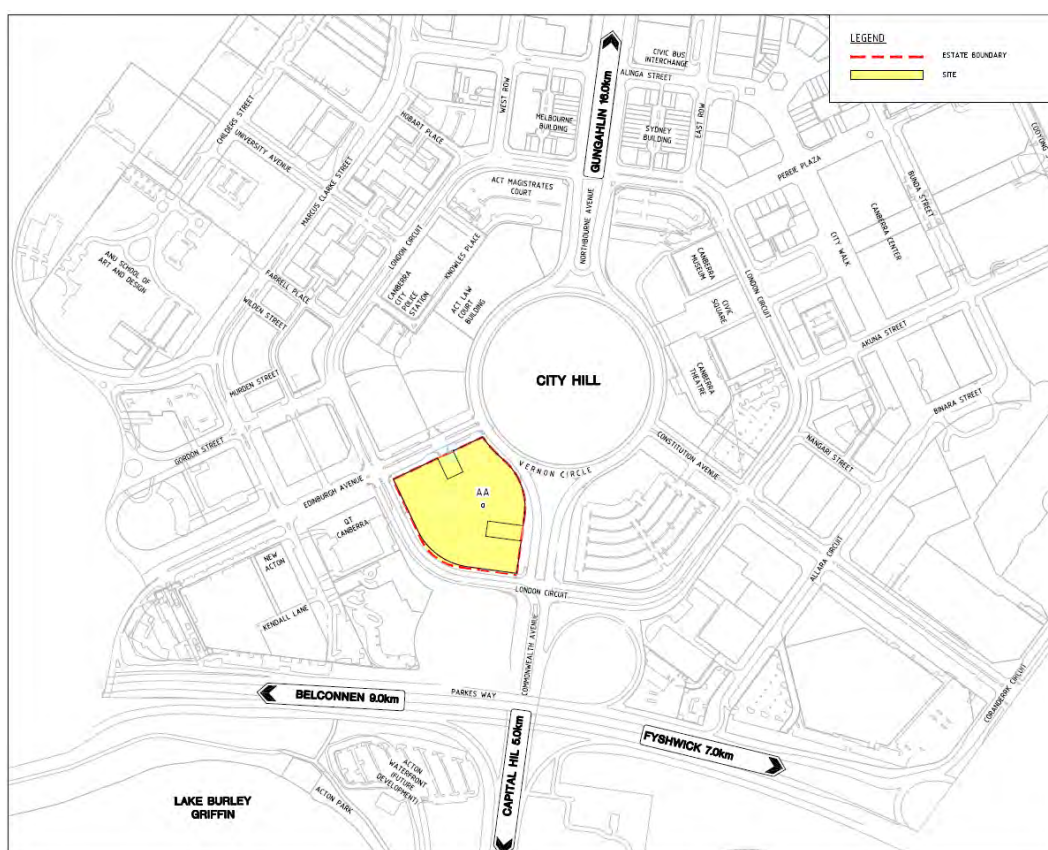 LEGEND
ESTATE BOUNDARY
SITE
GUNGAHLIN 16.0km
CIVIC BUS
INTERCHANGE
ALINGA STREET
WEST ROW
MELBOURNE
BUILDING
SYDNEY
BUILDING
EAST ROW
CHILDERS STREET
UNIVERSITY AVENUE
HOBART PLACE
MARCUS CLARKE STREET
ACT MAGISTRATES
COURT
NORTHBOURNE AVENUE
PEREIE PLAZA
BUNDA STREET
CANBERRA CENTER
CITY WALK
ANU SCHOOL OF
ART AND DESIGN
LONDON CIRCUIT
KNOWLES PLACE
CANBERRA
CITY
POLICE
STATION
ACT LAW
COURT
BUILDING
CANBERRA
MUSEUM
CIVIC
SQUARE
LONDON CIRCUIT
FARRELL PLACE
WILDEN STREET
AKUNA STREET
CITY HILL
CANBERRA
THEATRE
MURDEN STREET
BINARA STREET
GORDON STREET
CONSTITUTION AVENUE
NANGARI STREET
VERNON CIRCLE
EDINBURGH AVENUE
AA
a
QT
CANBERRA
NEW
ACTON
KENDALL LANE
LONDON CIRCUIT
ALLARA CIRCUIT
COMMONWEALTH AVENUE
CORANDERRK CIRCUIT
BELCONNEN 9.0km
PARKES WAY
FYSHWICK 7.0km
CAPITAL HIL 5.0km
ACTON
WATERFRONT
(FUTURE
DEVELOPMENT)
LAKE BURLEY
GRIFFIN
ACTON PARK